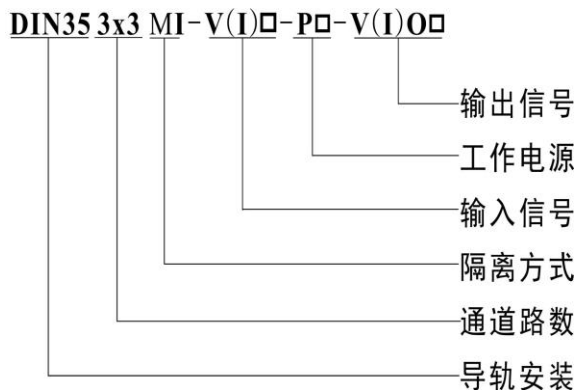 DIN35 3x3 MI-V(I)□-P□-V(I)O□
输出信号
工作电源
输入信号
隔离方式
通道路数
导轨安装